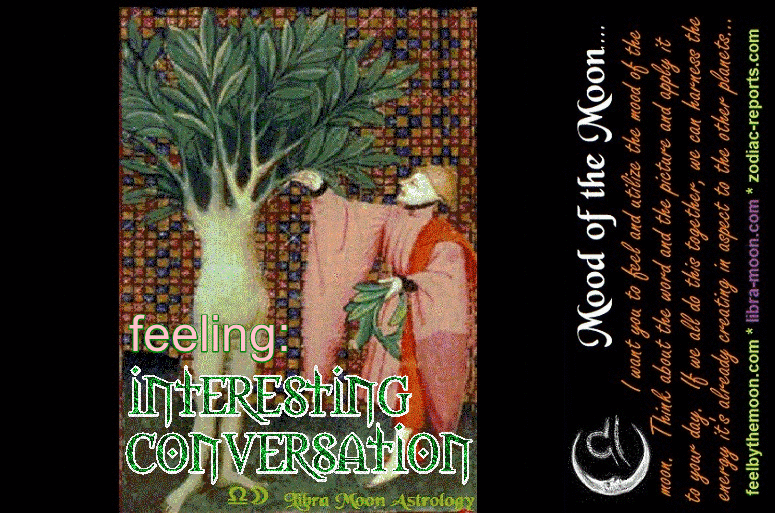 feeling:
INTERESTING
CONVERSATION
Libra Moon Astrology
Mood of the Moon....
I want you to feel and utilize the mood of the
moon. Think about the word and the picture and apply it
to your day. If we all do this together, we can harness the
energy it's already creating in aspect to the other planets...
feelbythemoon.com * libra-moon.com * zodiac-reports.com